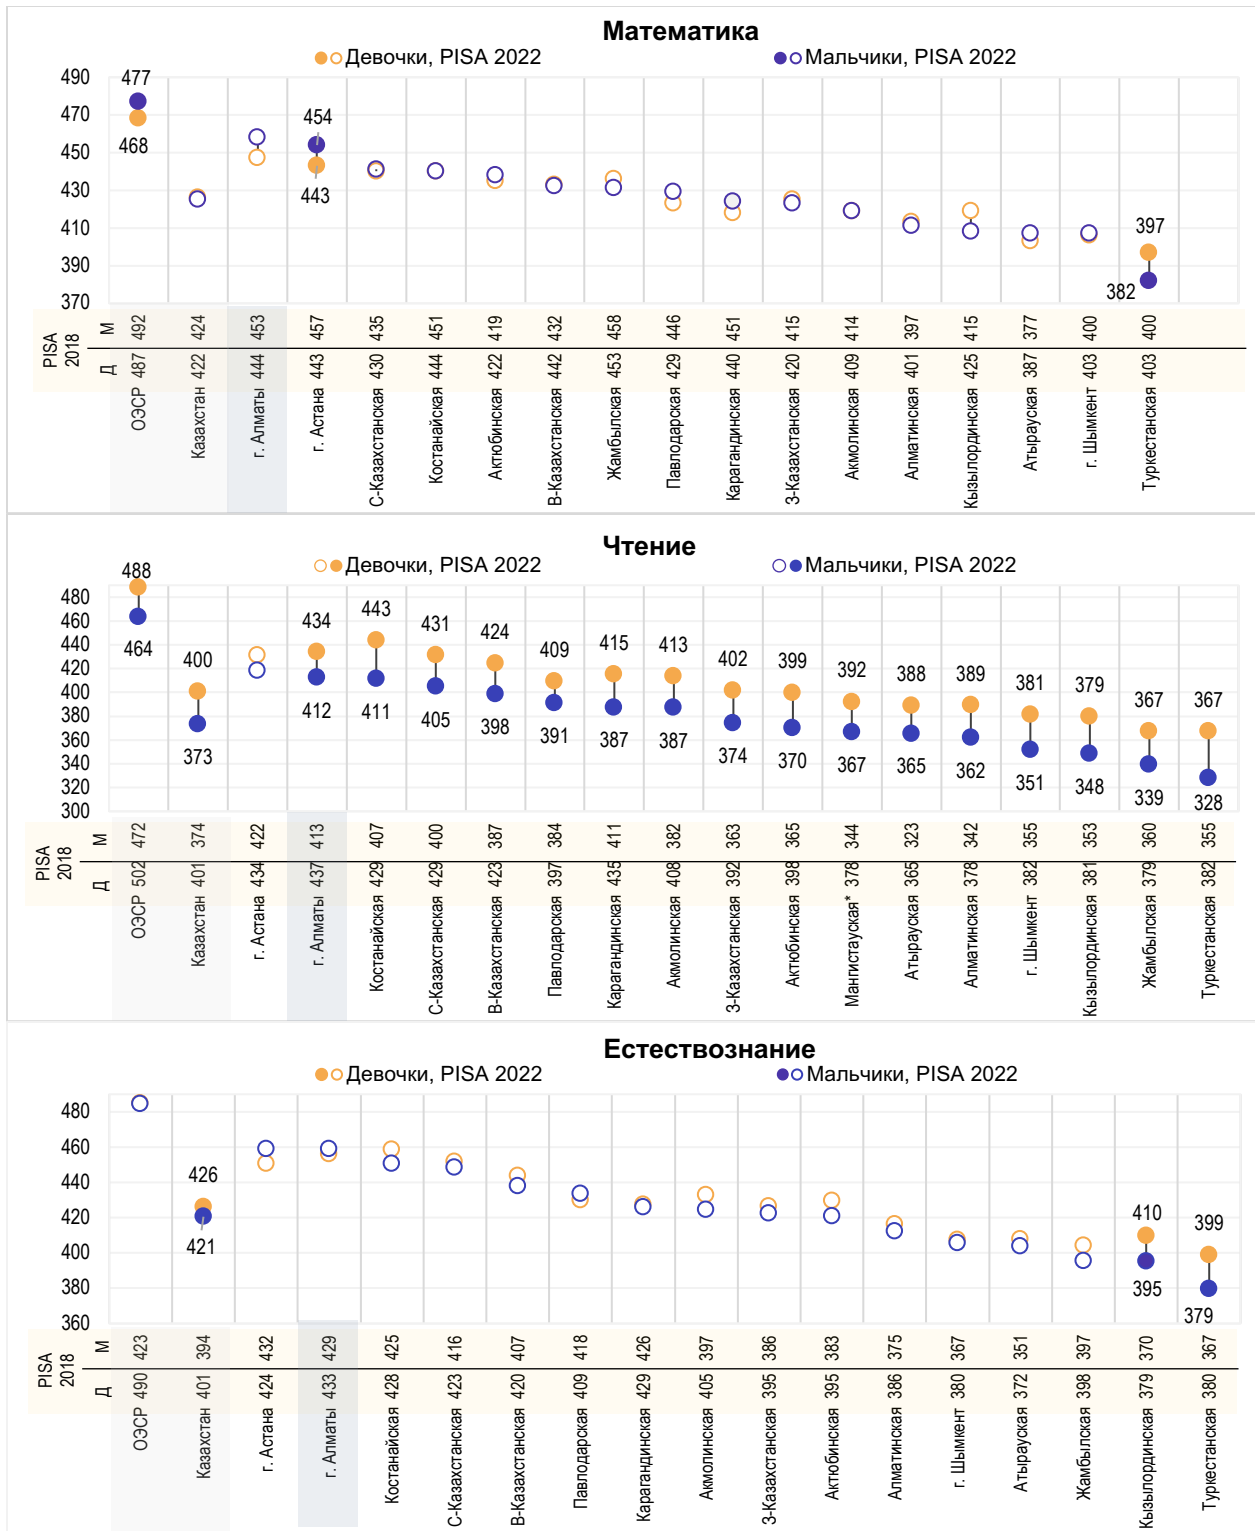 Математика
Девочки, PISA 2022
Мальчики, PISA 2022
490
470
450
430
410
390
370
477
468
454
443
397
382
PISA 2018
М 492 424 453 457 435 451 419 432 458 446 451 415 414 397 415 377 400 400
Д 487 422 444 443 430 444 422 442 453 429 440 420 409 401 425 387 403 403
ОЭСР
Казахстан
г. Алматы
г. Астана
С-Казахстанская
Костанайская
Актюбинская
В-Казахстанская
Жамбылская
Павлодарская
Карагандинская
З-Казахстанская
Акмолинская
Алматинская
Кызылординская
Атырауская
г. Шымкент
Туркестанская
Чтение
Девочки, PISA 2022
Мальчики, PISA 2022
480
460
440
420
400
380
360
340
320
300
488 400 434 443 431 424 409 415 413 402 399 392 388 389 381 379 367 367
464 373 412 411 405 398 391 387 387 374 370 367 365 362 351 348 339 328
PISA 2018
М 472 374 422 413 407 400 387 384 411 382 363 365 344 323 342 355 353 360 355
Д 502 401 434 437 429 429 423 397 435 408 392 398 378 365 378 382 381 379 382
ОЭСР
Казахстан
г. Астана
г. Алматы
Костанайская
С-Казахстанская
В-Казахстанская
Павлодарская
Карагандинская
Акмолинская
З-Казахстанская
Актюбинская
Мангистауская*
Атырауская
Алматинская
г. Шымкент
Кызылординская
Жамбылская
Туркестанская
Естествознание
Девочки, PISA 2022
Мальчики, PISA 2022
480
460
440
420
400
380
360
426
421
410
395
399
379
PISA 2018
М 423 394 432 429 425 416 407 418 426 397 386 383 375 367 351 397 370 367
Д 490 401 424 433 428 423 420 409 429 405 395 395 386 380 372 398 379 380
ОЭСР
Казахстан
г. Астана
г. Алматы
Костанайская
С-Казахстанская
В-Казахстанская
Павлодарская
Карагандинская
Акмолинская
З-Казахстанская
Актюбинская
Алматинская
г. Шымкент
Атырауская
Жамбылская
Кызылординская
Туркестанская